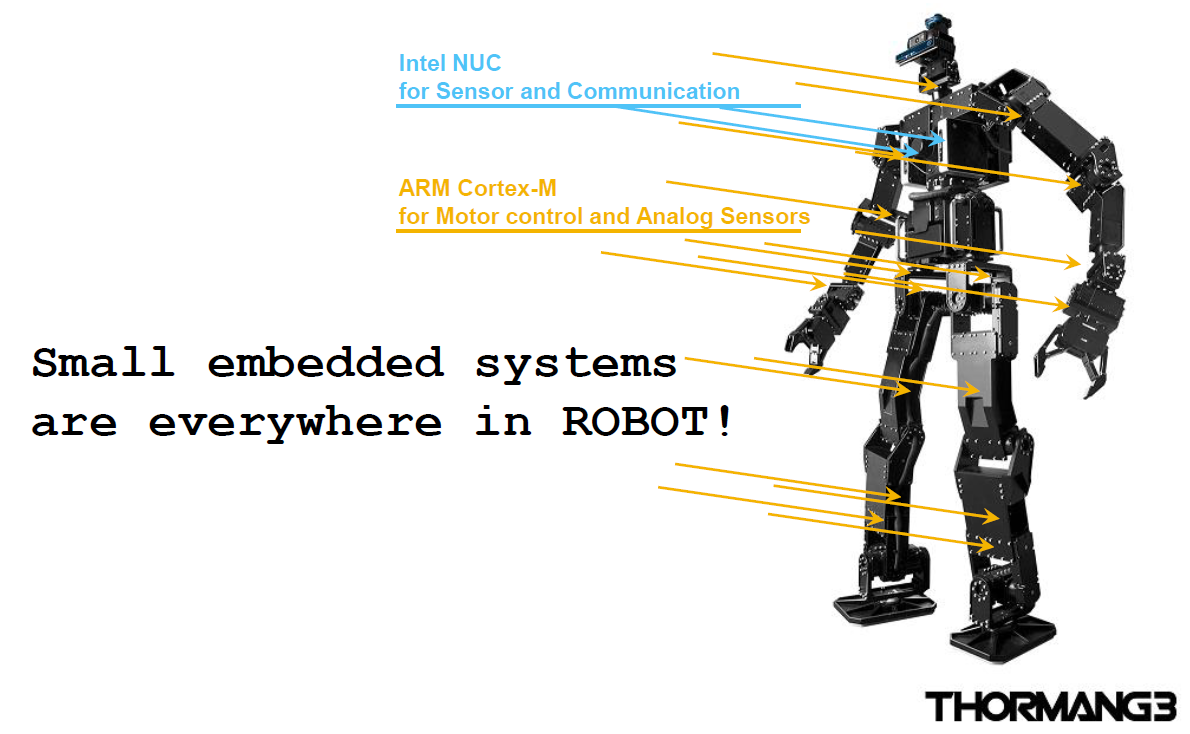 Intel NUC
for Sensor and Communication
ARM Cortex-M
for Motor control and Analog Sensors
Small embedded systems
are everywhere in ROBOT!
THORMANG3